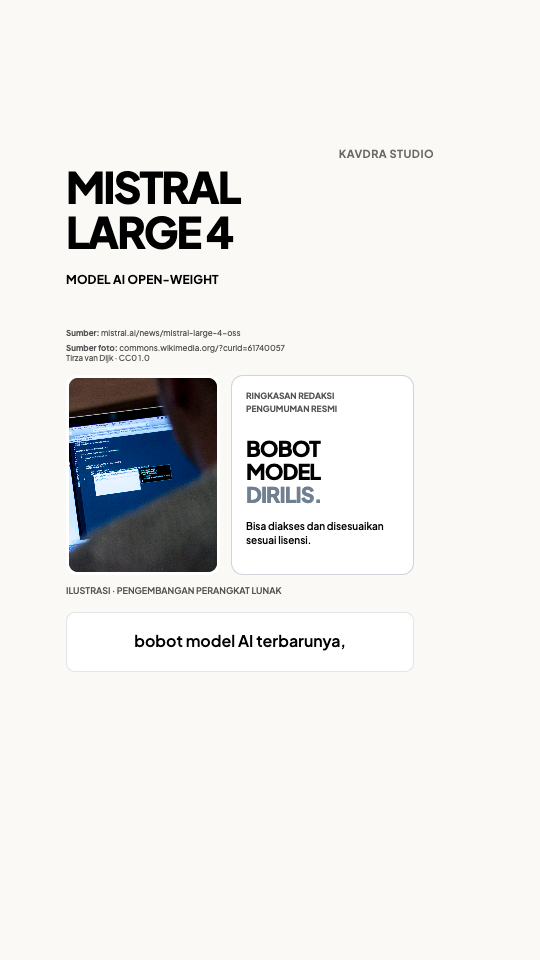 KAVDRA STUDIO
MISTRAL
LARGE 4
MODEL AI OPEN-WEIGHT
Sumber: mistral.ai/news/mistral-large-4-oss
Sumber foto: commons.wikimedia.org/?curid=61740057
Tirza van Dijk · CC0 1.0
RINGKASAN REDAKSI
PENGUMUMAN RESMI
BOBOT
MODEL
DIRILIS.
Bisa diakses dan disesuaikan
sesuai lisensi.
ILUSTRASI · PENGEMBANGAN PERANGKAT LUNAK
bobot model AI terbarunya,